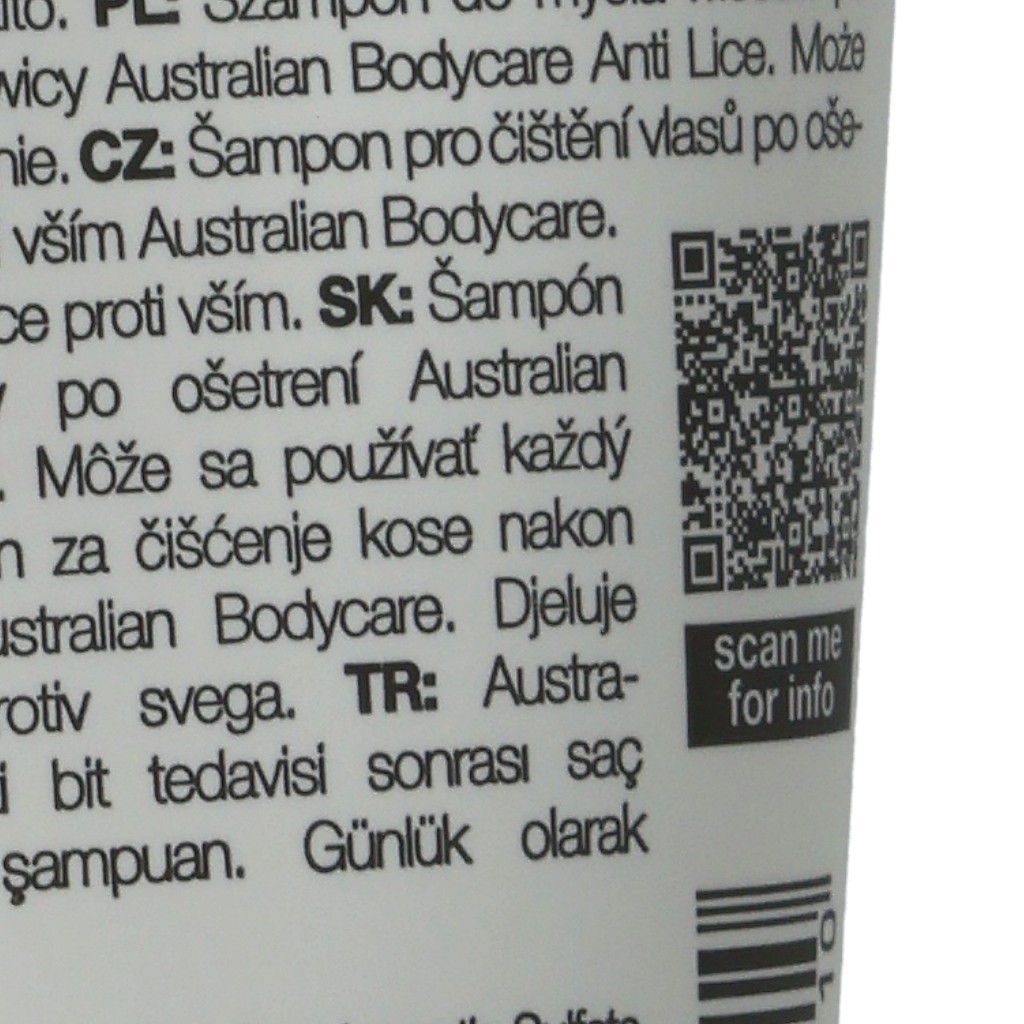 PL: Szampon do mycia
Australian Bodycare Anti Lice. Może
nie. CZ: Šampon pro čištění vlasů po oše-
vším Australian Bodycare.
ce proti vším. SK: Šampón
po ošetrení Australian
. Môže sa používať každý
n za čišćenje kose nakon
ustralian Bodycare. Djeluje
rotiv svega. TR: Austra-
i bit tedavisi sonrası saç
şampuan. Günlük olarak
scan me
for info